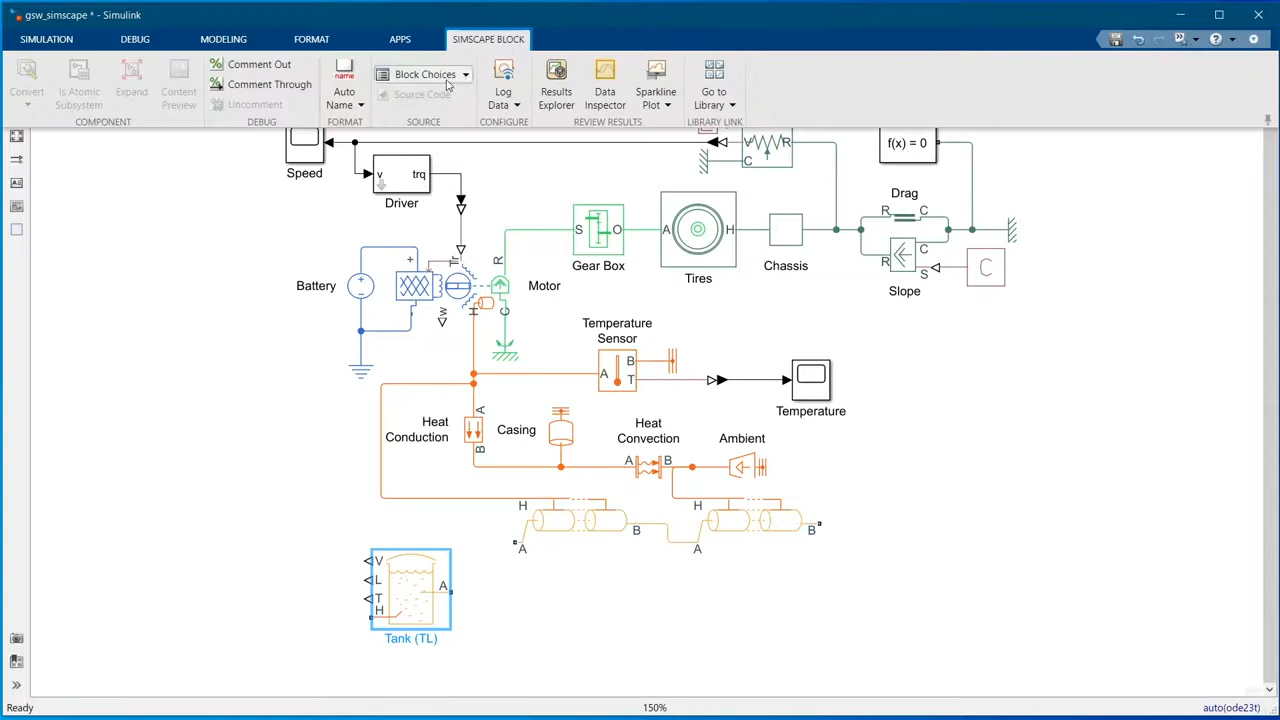 gsw_simscape * - Simulink
SIMULATION
DEBUG
MODELING
FORMAT
APPS
SIMSCAPE BLOCK
Convert
Is Atomic
Subsystem
Expand
Content
Preview
COMPONENT
Comment Out
Comment Through
Uncomment
DEBUG
name
Auto
Name
FORMAT
Block Choices
Source Code
SOURCE
Log
Data
CONFIGURE
Results
Explorer
Data
Inspector
Sparkline
Plot
REVIEW RESULTS
Go to
Library
LIBRARY LINK
Speed
v trq
Driver
V R
C
f(x) = 0
Drag
R C
C
R
S
C
Slope
Battery
+
-
Tr
w
H
R
C
Motor
S O
Gear Box
A H
Tires
Chassis
Temperature
Sensor
A
B
T
Temperature
Heat
Conduction
A
B
Casing
Heat
Convection
A B
Ambient
H
A
B
H
A
B
V
L
T
H
A
Tank (TL)
Ready
150%
auto(ode23t)